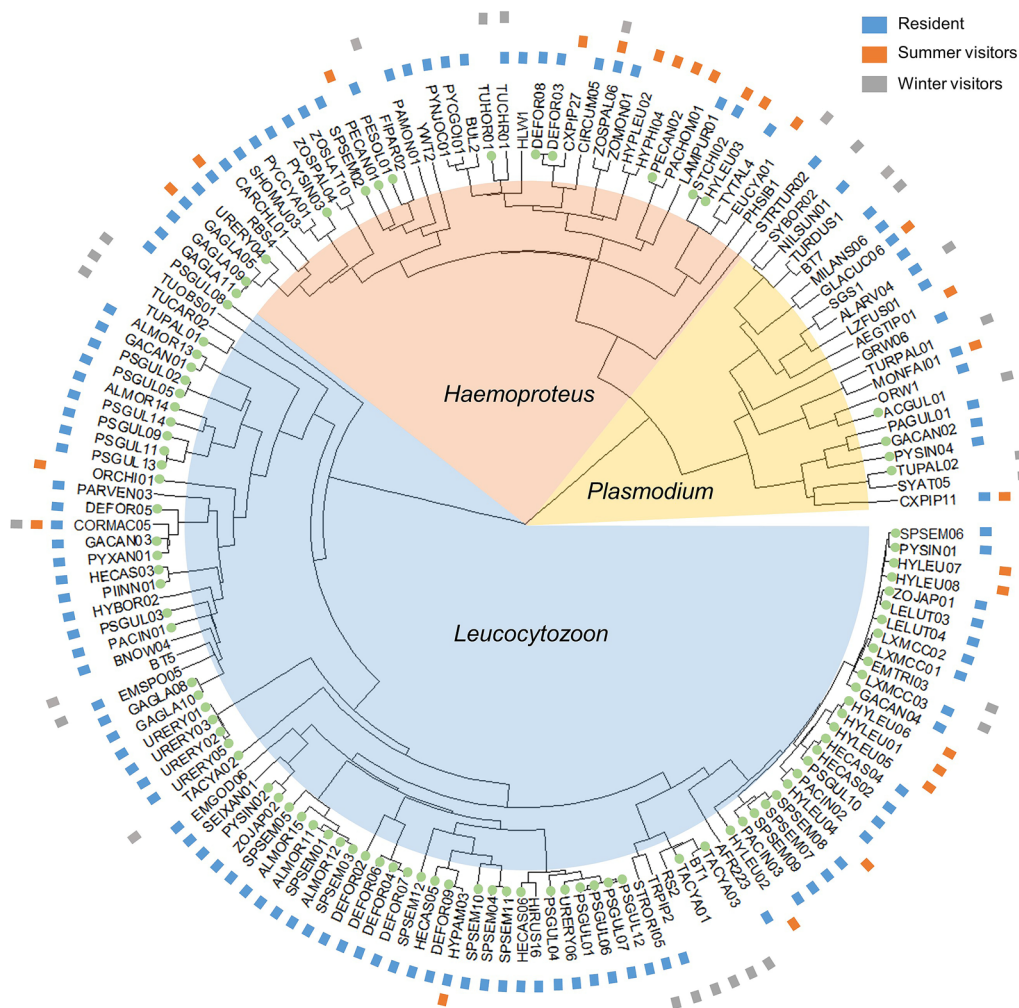 Resident
Summer visitors
Winter visitors
Haemoproteus
Plasmodium
Leucocytozoon
PSGUL08
GAGLA11
GAGLA09
GAGLA05
URERY04
RBS4
CARCHL01
SHOMAJ03
PYCCYA01
PYSIN03
ZOSPAL04
ZOSLAT10
SPSEM02
PECAN01
PESOL01
FIPAR02
PAMON01
YWT2
PYNJOC01
PYCGOI01
BUL2
TUHOR01
TUCHR01
HLW1
DEFOR08
DEFOR03
CXPIP27
CIRCUM05
ZOSPAL06
ZOMON01
HYPLEU02
HYPHI04
PECAN02
PACHOM01
LAMPUR01
STCHI02
HYLEU03
TYTAL4
EUCYA01
PHSIB1
STRTUR02
SYBOR02
NILSUN01
TURDUS1
BT7
MILANS06
GLACUC06
SGS1
ALARV04
LZFUS01
AEGTIP01
GRW06
TURPAL01
MONFAI01
ORW1
ACGUL01
PAGUL01
GACAN02
PYSIN04
TUPAL02
SYAT05
CXPIP11
SPSEM06
PYSIN01
HYLEU07
HYLEU08
ZOJAP01
LELUT03
LELUT04
LXMCC02
LXMCC01
EMTRI03
LXMCC03
GACAN04
HYLEU06
HYLEU01
HYLEU05
HECAS04
HECAS02
PSGUL10
PACIN02
HYLEU04
SPSEM08
SPSEM07
SPSEM09
PACIN03
HYLEU02
AFR223
TACYA03
BT1
TACYA01
RS2
TRPIP2
STRORI05
PSGUL12
PSGUL07
PSGUL06
PSGUL01
URERY06
PSGUL04
HIRUS16
HECAS06
SPSEM11
SPSEM04
SPSEM10
HYPAM03
DEFOR09
HECAS05
SPSEM12
DEFOR07
DEFOR04
DEFOR06
DEFOR02
SPSEM03
ALMOR12
SPSEM01
ALMOR11
ALMOR15
SPSEM05
ZOJAP02
PYSIN02
SEIXAN01
EMGOD06
TACYA02
URERY05
URERY02
URERY03
URERY01
GAGLA10
GAGLA08
EMSPO05
BT5
BNOW04
PACIN01
PSGUL03
HYBOR02
PIINN01
HECAS03
PYXAN01
GACAN03
CORMAC05
DEFOR05
PARVEN03
ORCHI01
PSGUL13
PSGUL11
PSGUL09
PSGUL14
ALMOR14
PSGUL05
PSGUL02
GACAN01
ALMOR13
TUPAL01
TUCAR02
TUOBS01